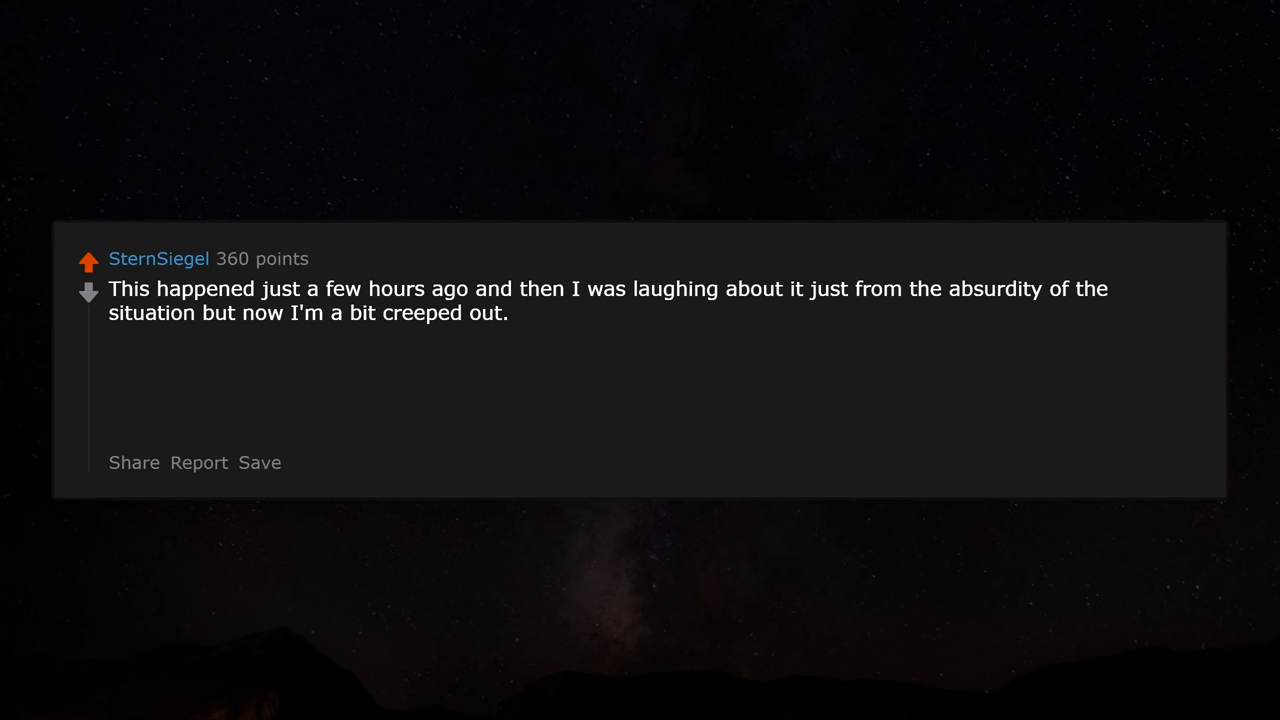 SternSiegel 360 points
This happened just a few hours ago and then I was laughing about it just from the absurdity of the
situation but now I'm a bit creeped out.
Share Report Save